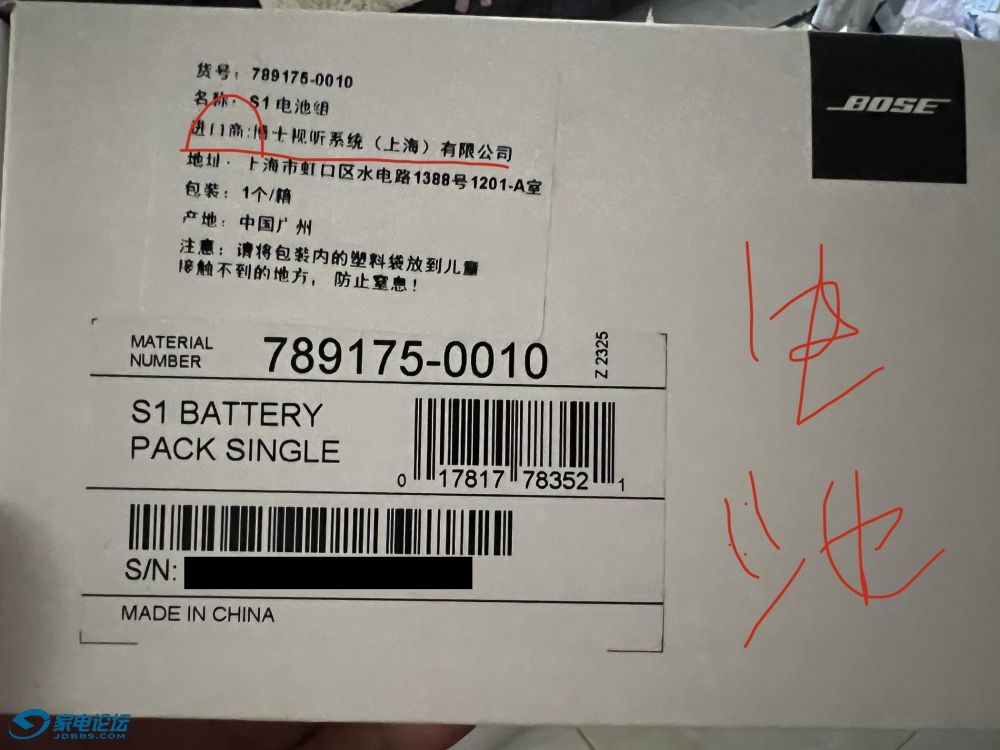 货号：789175-0010
名称：S1电池组
进口商:博士视听系统（上海）有限公司
地址：上海市虹口区水电路1388号1201-A室
包装：1个/箱
产地：中国广州
注意：请将包装内的塑料袋放到儿童
接触不到的地方，防止窒息！
BOSE
MATERIAL NUMBER
789175-0010
Z 2325
S1 BATTERY
PACK SINGLE
0 17817 78352 1
S/N:
MADE IN CHINA
电
池
家电论坛
JDBBS.COM